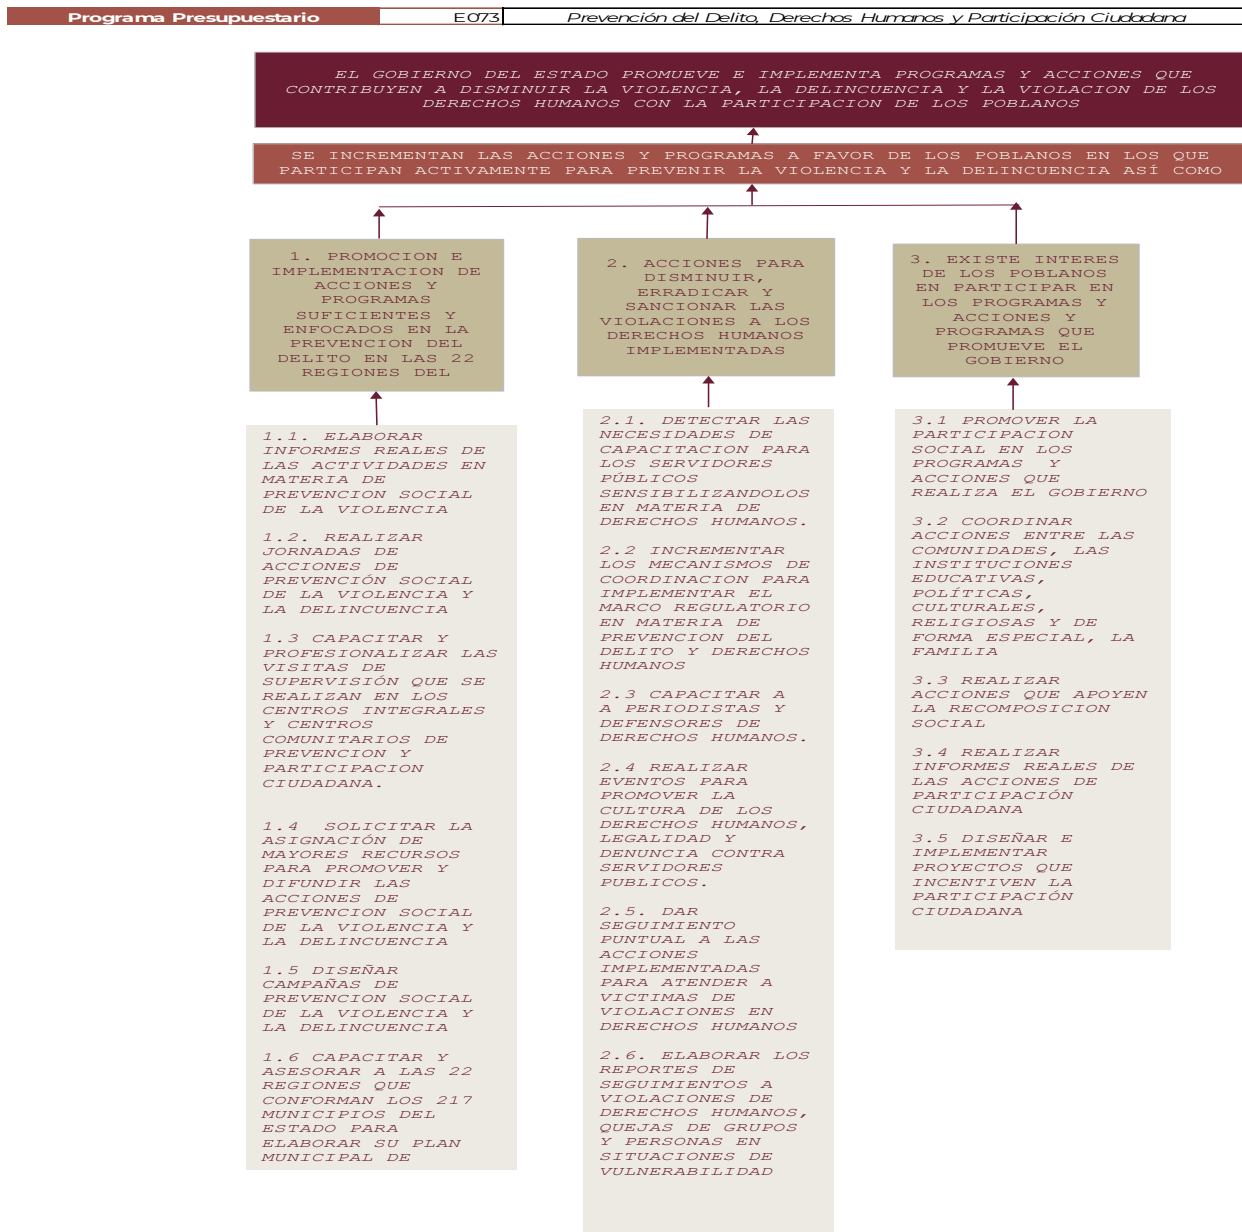 Programa Presupuestario E073 Prevención del Delito, Derechos Humanos y Participación Ciudadana
EL GOBIERNO DEL ESTADO PROMUEVE E IMPLEMENTA PROGRAMAS Y ACCIONES QUE
CONTRIBUYEN A DISMINUIR LA VIOLENCIA, LA DELINCUENCIA Y LA VIOLACION DE LOS
DERECHOS HUMANOS CON LA PARTICIPACION DE LOS POBLANOS
SE INCREMENTAN LAS ACCIONES Y PROGRAMAS A FAVOR DE LOS POBLANOS EN LOS QUE
PARTICIPAN ACTIVAMENTE PARA PREVENIR LA VIOLENCIA Y LA DELINCUENCIA ASÍ COMO
1. PROMOCION E
IMPLEMENTACION DE
ACCIONES Y
PROGRAMAS
SUFICIENTES Y
ENFOCADOS EN LA
PREVENCION DEL
DELITO EN LAS 22
REGIONES DEL
1.1. ELABORAR
INFORMES REALES DE
LAS ACTIVIDADES EN
MATERIA DE
PREVENCION SOCIAL
DE LA VIOLENCIA
1.2. REALIZAR
JORNADAS DE
ACCIONES DE
PREVENCIÓN SOCIAL
DE LA VIOLENCIA Y
LA DELINCUENCIA
1.3 CAPACITAR Y
PROFESIONALIZAR LAS
VISITAS DE
SUPERVISIÓN QUE SE
REALIZAN EN LOS
CENTROS INTEGRALES
Y CENTROS
COMUNITARIOS DE
PREVENCION Y
PARTICIPACION
CIUDADANA.
1.4 SOLICITAR LA
ASIGNACIÓN DE
MAYORES RECURSOS
PARA PROMOVER Y
DIFUNDIR LAS
ACCIONES DE
PREVENCION SOCIAL
DE LA VIOLENCIA Y
LA DELINCUENCIA
1.5 DISEÑAR
CAMPAÑAS DE
PREVENCION SOCIAL
DE LA VIOLENCIA Y
LA DELINCUENCIA
1.6 CAPACITAR Y
ASESORAR A LAS 22
REGIONES QUE
CONFORMAN LOS 217
MUNICIPIOS DEL
ESTADO PARA
ELABORAR SU PLAN
MUNICIPAL DE
2. ACCIONES PARA
DISMINUIR,
ERRADICAR Y
SANCIONAR LAS
VIOLACIONES A LOS
DERECHOS HUMANOS
IMPLEMENTADAS
2.1. DETECTAR LAS
NECESIDADES DE
CAPACITACION PARA
LOS SERVIDORES
PÚBLICOS
SENSIBILIZANDOLOS
EN MATERIA DE
DERECHOS HUMANOS.
2.2 INCREMENTAR
LOS MECANISMOS DE
COORDINACION PARA
IMPLEMENTAR EL
MARCO REGULATORIO
EN MATERIA DE
PREVENCION DEL
DELITO Y DERECHOS
HUMANOS
2.3 CAPACITAR A
A PERIODISTAS Y
DEFENSORES DE
DERECHOS HUMANOS.
2.4 REALIZAR
EVENTOS PARA
PROMOVER LA
CULTURA DE LOS
DERECHOS HUMANOS,
LEGALIDAD Y
DENUNCIA CONTRA
SERVIDORES
PUBLICOS.
2.5. DAR
SEGUIMIENTO
PUNTUAL A LAS
ACCIONES
IMPLEMENTADAS
PARA ATENDER A
VICTIMAS DE
VIOLACIONES EN
DERECHOS HUMANOS
2.6. ELABORAR LOS
REPORTES DE
SEGUIMIENTOS A
VIOLACIONES DE
DERECHOS HUMANOS,
QUEJAS DE GRUPOS
Y PERSONAS EN
SITUACIONES DE
VULNERABILIDAD
3. EXISTE INTERES
DE LOS POBLANOS
EN PARTICIPAR EN
LOS PROGRAMAS Y
ACCIONES Y
PROGRAMAS QUE
PROMUEVE EL
GOBIERNO
3.1 PROMOVER LA
PARTICIPACION
SOCIAL EN LOS
PROGRAMAS Y
ACCIONES QUE
REALIZA EL GOBIERNO
3.2 COORDINAR
ACCIONES ENTRE LAS
COMUNIDADES, LAS
INSTITUCIONES
EDUCATIVAS,
POLÍTICAS,
CULTURALES,
RELIGIOSAS Y DE
FORMA ESPECIAL, LA
FAMILIA
3.3 REALIZAR
ACCIONES QUE APOYEN
LA RECOMPOSICION
SOCIAL
3.4 REALIZAR
INFORMES REALES DE
LAS ACCIONES DE
PARTICIPACIÓN
CIUDADANA
3.5 DISEÑAR E
IMPLEMENTAR
PROYECTOS QUE
INCENTIVEN LA
PARTICIPACIÓN
CIUDADANA